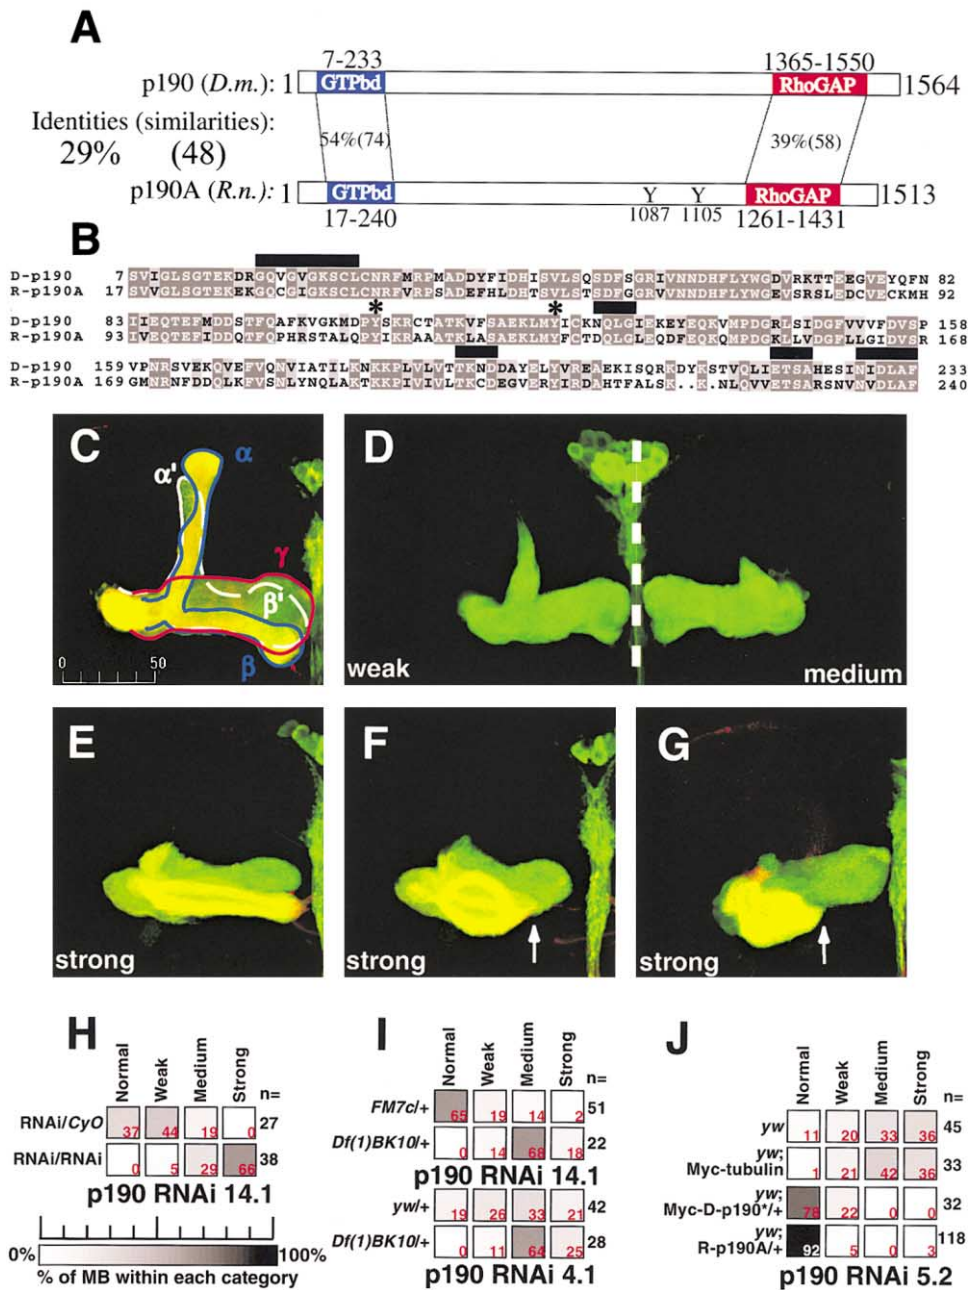 A
7-233
1365-1550
p190 (D.m.): 1 GTPbd RhoGAP 1564
Identities (similarities):
29% (48)
54%(74)
39%(58)
p190A (R.n.): 1 GTPbd Y Y RhoGAP 1513
17-240 1087 1105 1261-1431
B
D-p190 7 SVIGLSGTEKDRGQVGVGKSCLCNRFMRPMADDYFIDHISVLSQSDFSGRIVNNDHFLYWGDVRKTTEEGVEYQFN 82
R-p190A 17 SVVGLSGTEKEKGQCGIGKSCLCNRFVRPSADEFHLDHTSVLSTSDFGGRVVNNDHFLYWGEVSRSLEDCVECKMH 92
* *
D-p190 83 IIEQTEFMDDSTFQAFKVGKMDPYSKRCTATKVFSAEKLMYICKNQLGIEKEYEQKVMPDGRLSIDGFVVVFDVSP 158
R-p190A 93 IVEQTEFIDDQTFQPHRSTALQPYIKRAAATKLASAEKLMYFCTDQLGLEQDFEQKQMPDGKLLVDGFLLGIDVSR 168
D-p190 159 VPNRSVEKQVEFVQNVIATILKNKKPIVLVLTKNDDAYELYVREAEKISQRKDYKSTVQLIETSAHESINIDLAF 233
R-p190A 169 GMNRNFDDQLKFVSNLYNQLAKTKKPIVIVLTKCDEGVERYIRDAHTFALSK..K.NLQVVETSARSNVNVDLAF 240
C
α'
α
γ
β'
β
0 50
D
weak
medium
E
strong
F
strong
G
strong
H
Normal Weak Medium Strong
n=
RNAi/CyO 37 44 19 0 27
RNAi/RNAi 0 5 29 66 38
p190 RNAi 14.1
0% 100%
% of MB within each category
I
Normal Weak Medium Strong
n=
FM7c/+ 65 19 14 2 51
Df(1)BK10/+ 0 14 68 18 22
p190 RNAi 14.1
yw/+ 19 26 33 21 42
Df(1)BK10/+ 0 11 64 25 28
p190 RNAi 4.1
J
Normal Weak Medium Strong
n=
yw 11 20 33 36 45
yw;
Myc-tubulin 1 21 42 36 33
yw;
Myc-D-p190*/+ 78 22 0 0 32
yw;
R-p190A/+ 92 5 0 3 118
p190 RNAi 5.2